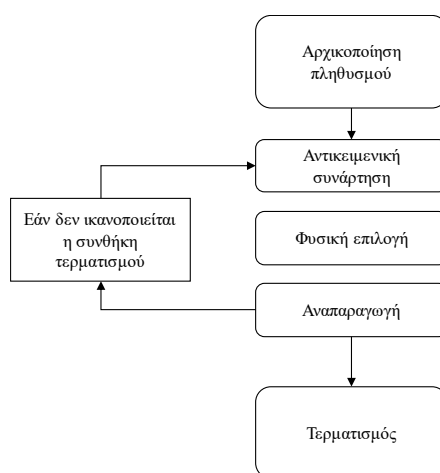 Αρχικοποίηση
πληθυσμού
Αντικειμενική
συνάρτηση
Εάν δεν ικανοποιείται
η συνθήκη
τερματισμού
Φυσική επιλογή
Αναπαραγωγή
Τερματισμός